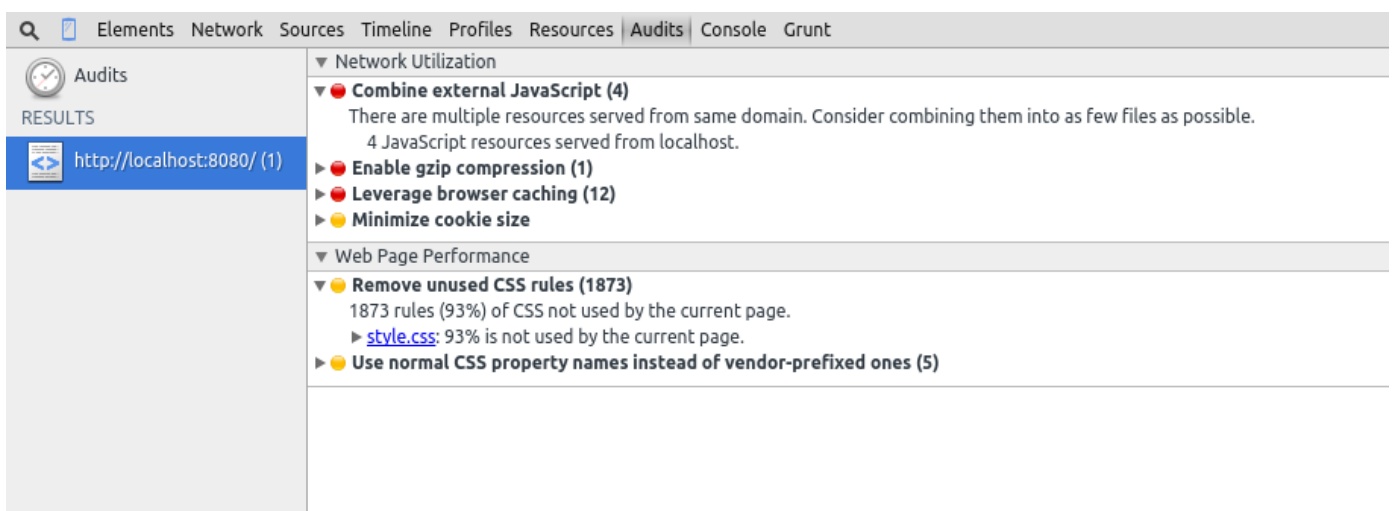 Elements Network Sources Timeline Profiles Resources Audits Console Grunt
Audits
RESULTS
http://localhost:8080/ (1)
Network Utilization
Combine external JavaScript (4)
There are multiple resources served from same domain. Consider combining them into as few files as possible.
4 JavaScript resources served from localhost.
Enable gzip compression (1)
Leverage browser caching (12)
Minimize cookie size
Web Page Performance
Remove unused CSS rules (1873)
1873 rules (93%) of CSS not used by the current page.
style.css: 93% is not used by the current page.
Use normal CSS property names instead of vendor-prefixed ones (5)